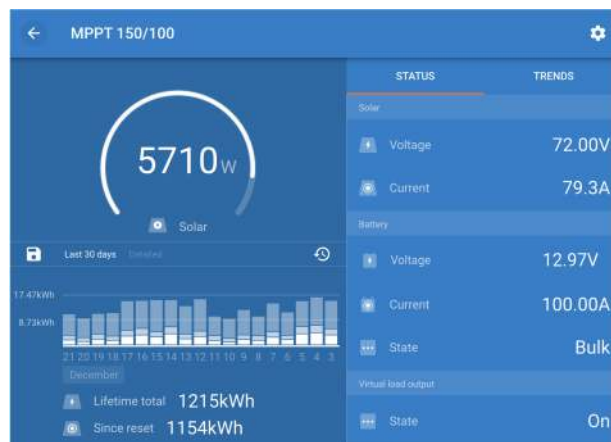 MPPT 150/100
STATUS
TRENDS
5710W
Solar
Last 30 days Detailed
17.47kWh
8.73kWh
21 20 19 18 17 16 15 14 13 12 11 10 9 8 7 6 5 4 3
December
Lifetime total 1215kWh
Since reset 1154kWh
Solar
Voltage 72.00V
Current 79.3A
Battery
Voltage 12.97V
Current 100.00A
State Bulk
Virtual load output
State On